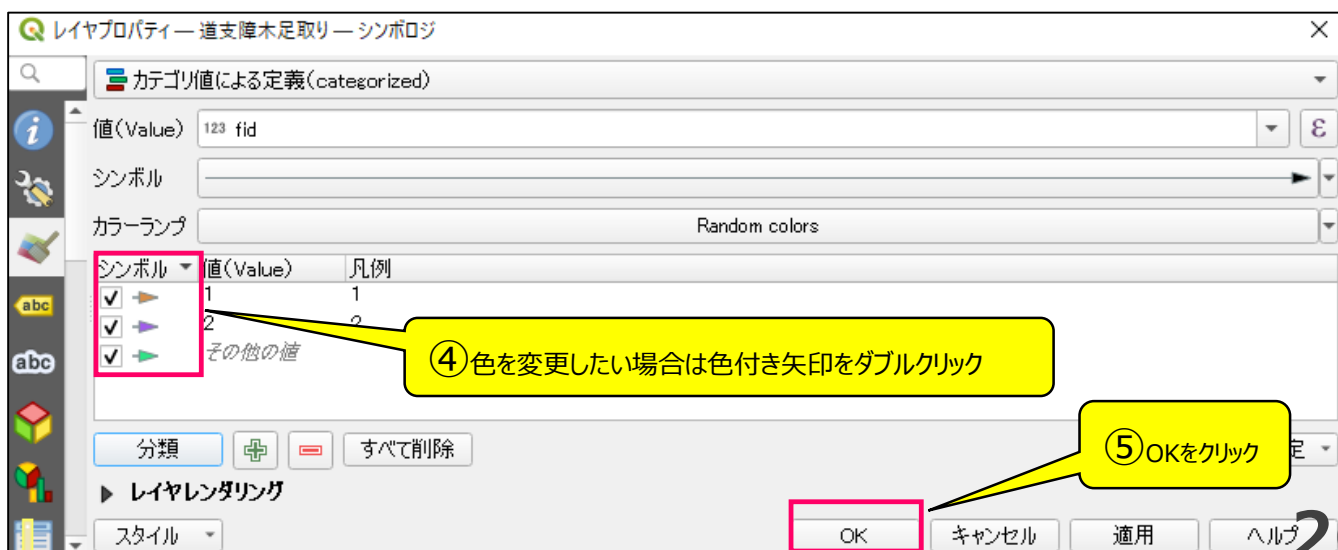 レイヤプロパティ — 道支障木足取り — シンボロジ
カテゴリ値による定義(categorized)
値(Value) 123 fid ε
シンボル
カラーランプ Random colors
シンボル 値(Value) 凡例
1 1
2 2
その他の値
④色を変更したい場合は色付き矢印をダブルクリック
abc
abc
分類 すべて削除 定
⑤OKをクリック
レイヤレンダリング
スタイル OK キャンセル 適用 ヘルプ
2